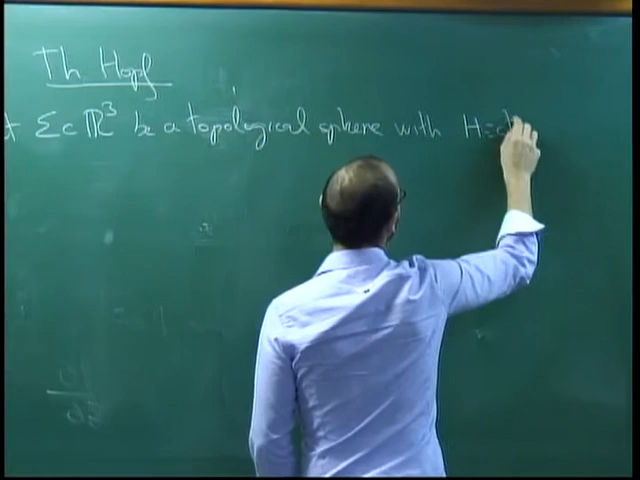 Th Hopf
Σ⊂ℝ³ be a topological sphere with H≡